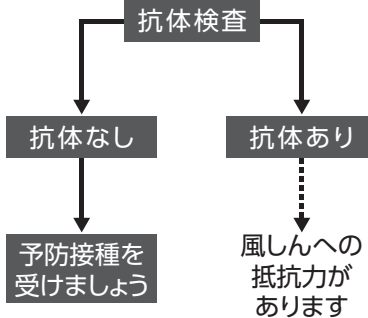 抗体検査
抗体なし
抗体あり
予防接種を
受けましょう
風しんへの
抵抗力が
あります